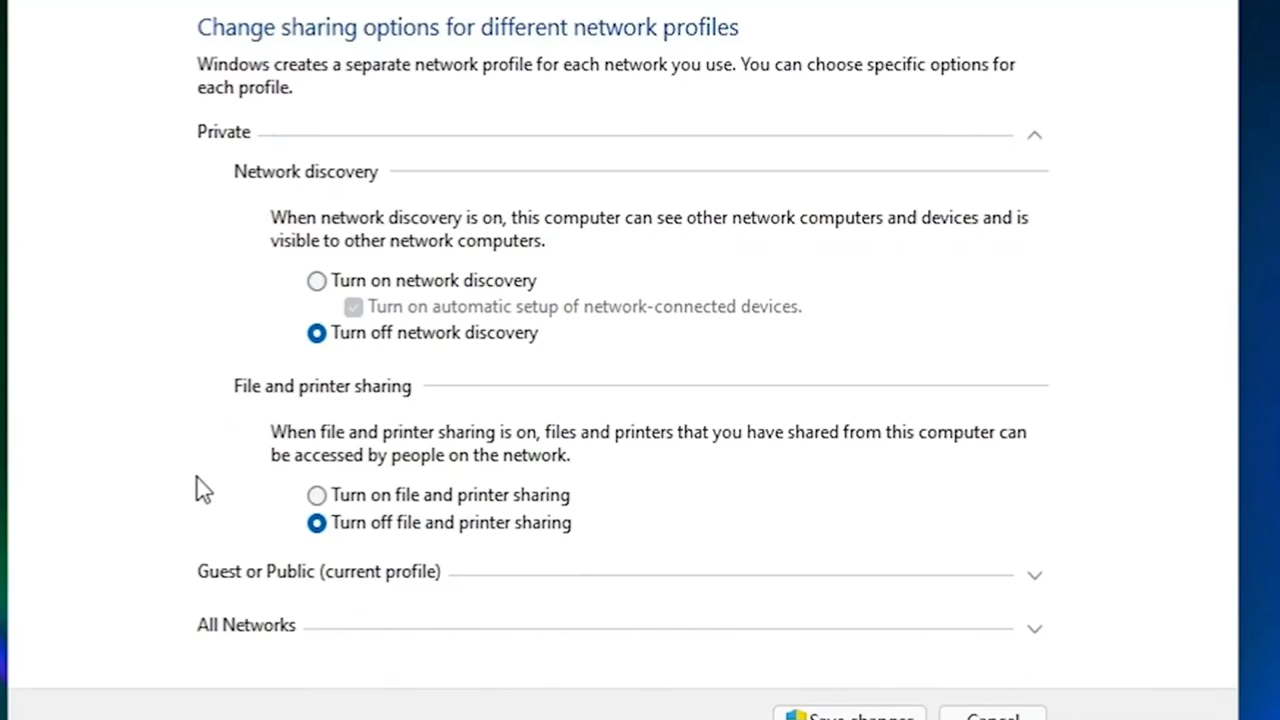 Change sharing options for different network profiles
Windows creates a separate network profile for each network you use. You can choose specific options for
each profile.
Private
Network discovery
When network discovery is on, this computer can see other network computers and devices and is
visible to other network computers.
Turn on network discovery
Turn on automatic setup of network-connected devices.
Turn off network discovery
File and printer sharing
When file and printer sharing is on, files and printers that you have shared from this computer can
be accessed by people on the network.
Turn on file and printer sharing
Turn off file and printer sharing
Guest or Public (current profile)
All Networks
Save changes
Cancel